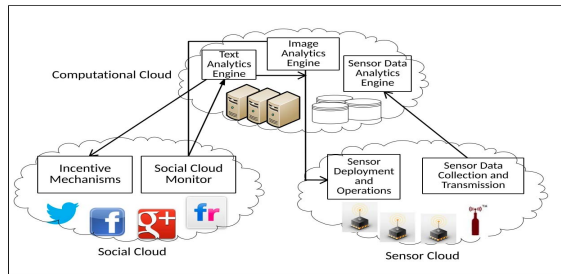 Image
Analytics
Engine
Text
Analytics
Engine
Sensor Data
Analytics
Engine
Computational Cloud
Incentive
Mechanisms
Social Cloud
Monitor
Sensor
Deployment
and
Operations
Sensor Data
Collection and
Transmission
f
g+
fr
TM
Social Cloud
Sensor Cloud